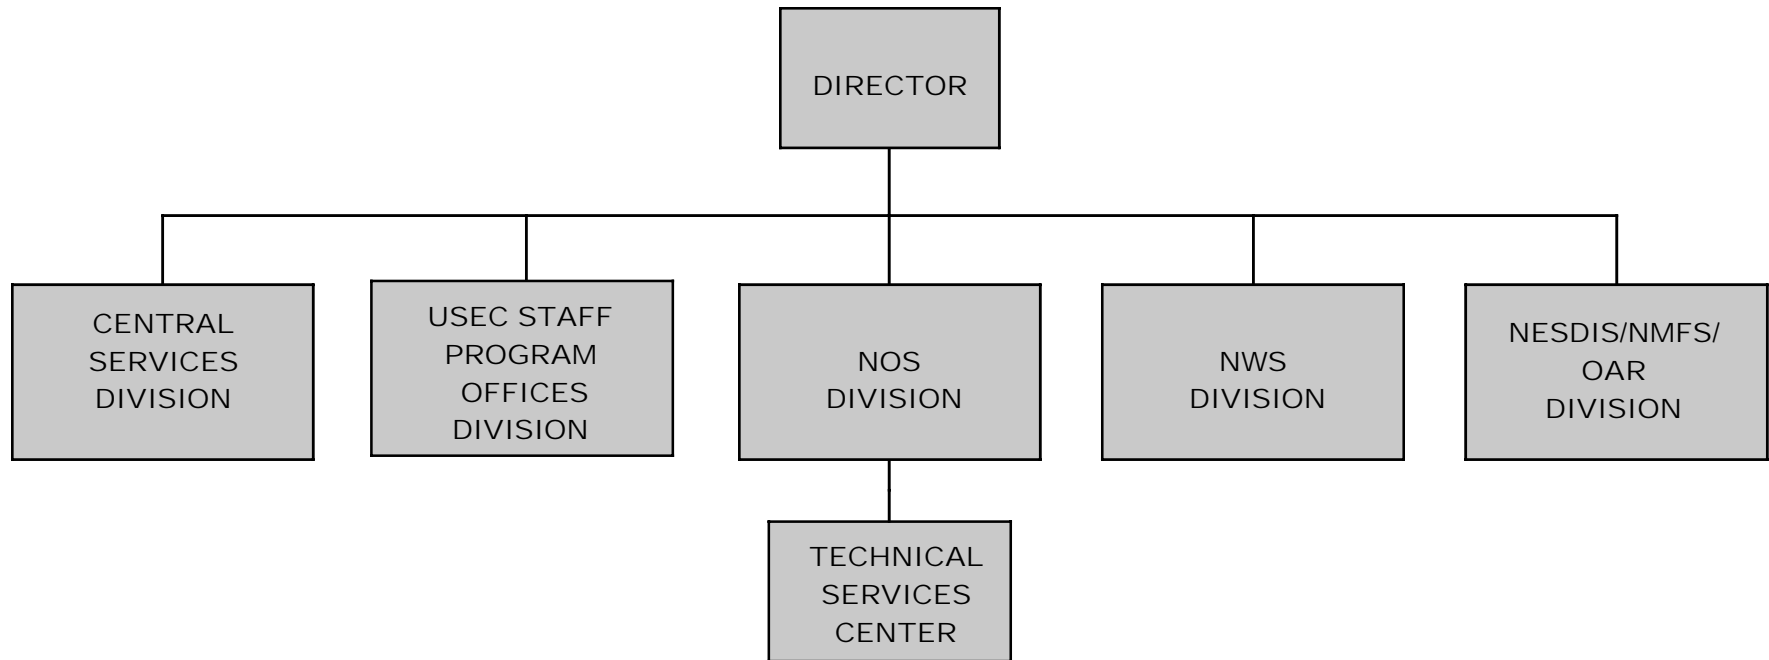 DIRECTOR
CENTRAL
SERVICES
DIVISION
USEC STAFF
PROGRAM
OFFICES
DIVISION
NOS
DIVISION
NWS
DIVISION
NESDIS/NMFS/
OAR
DIVISION
TECHNICAL
SERVICES
CENTER